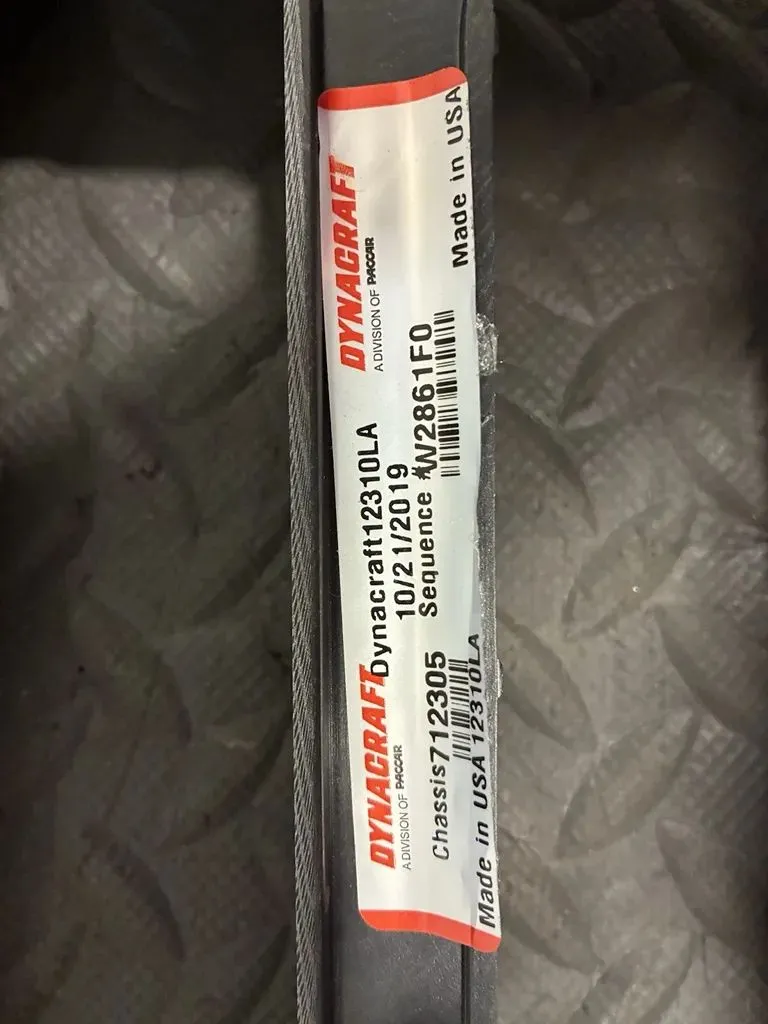 DYNACRAFT
A DIVISION OF PACCAR
Dynacraft12310LA
10/21/2019
DYNACRAFT
A DIVISION OF PACCAR
Chassis712305
Sequence #W2861F0
Made in USA 12310LA
Made in USA